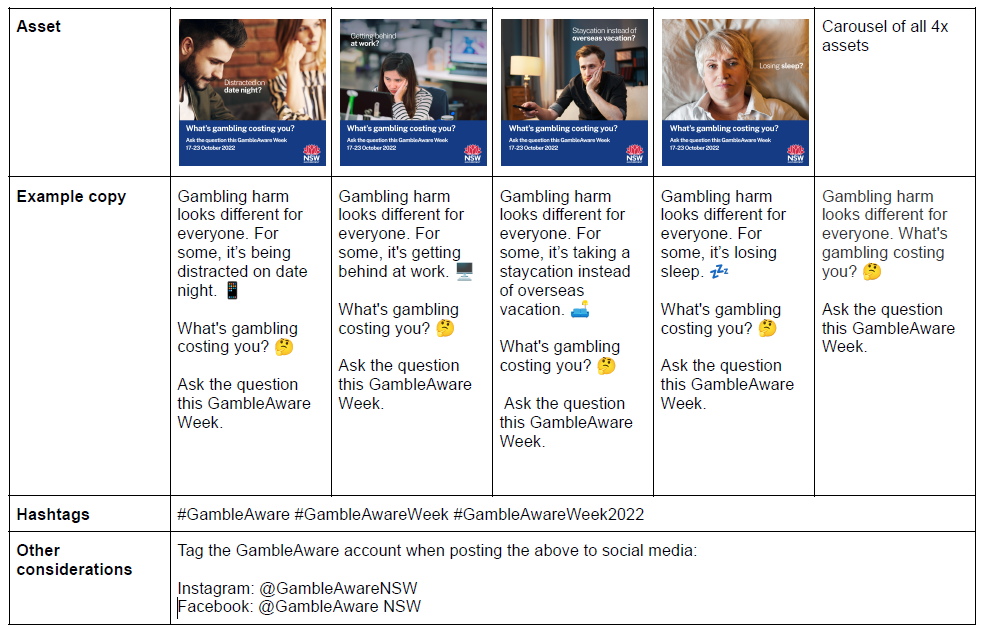 Asset
Distracted on
date night?
What's gambling costing you?
Ask the question this GambleAware Week
17-23 October 2022
NSW
Getting behind
at work?
What's gambling costing you?
Ask the question this GambleAware Week
17-23 October 2022
NSW
Staycation instead of
overseas vacation?
What's gambling costing you?
Ask the question this GambleAware Week
17-23 October 2022
NSW
Losing sleep?
What's gambling costing you?
Ask the question this GambleAware Week
17-23 October 2022
NSW
Carousel of all 4x
assets
Example copy
Gambling harm
looks different for
everyone. For
some, it’s being
distracted on date
night. 📱
What's gambling
costing you? 🤔
Ask the question
this GambleAware
Week.
Gambling harm
looks different for
everyone. For
some, it's getting
behind at work. 🖥️
What's gambling
costing you? 🤔
Ask the question
this GambleAware
Week.
Gambling harm
looks different for
everyone. For
some, it’s taking a
staycation instead
of overseas
vacation. 🛋️
What's gambling
costing you? 🤔
Ask the question
this GambleAware
Week.
Gambling harm
looks different for
everyone. For
some, it’s losing
sleep. 💤
What's gambling
costing you? 🤔
Ask the question
this GambleAware
Week.
Gambling harm
looks different for
everyone. What's
gambling costing
you? 🤔
Ask the question
this GambleAware
Week.
Hashtags
#GambleAware #GambleAwareWeek #GambleAwareWeek2022
Other
considerations
Tag the GambleAware account when posting the above to social media:
Instagram: @GambleAwareNSW
Facebook: @GambleAware NSW